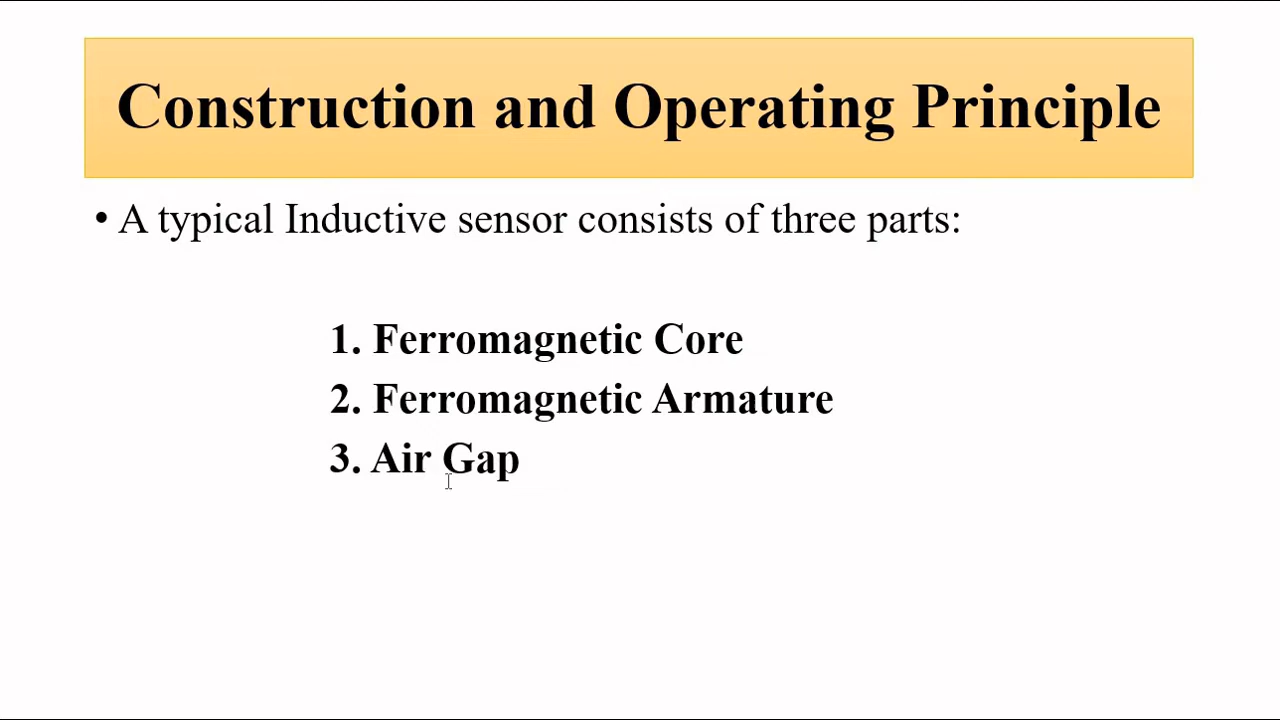 Construction and Operating Principle
• A typical Inductive sensor consists of three parts:
1. Ferromagnetic Core
2. Ferromagnetic Armature
3. Air Gap